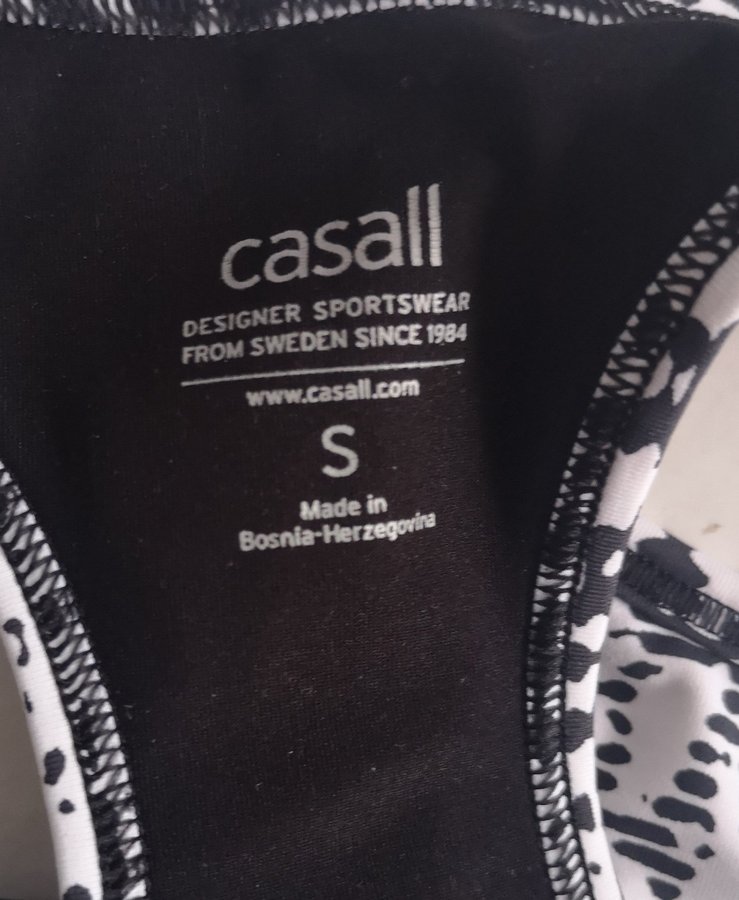 casall
DESIGNER SPORTSWEAR
FROM SWEDEN SINCE 1984
www.casall.com
S
Made in
Bosnia-Herzegovina